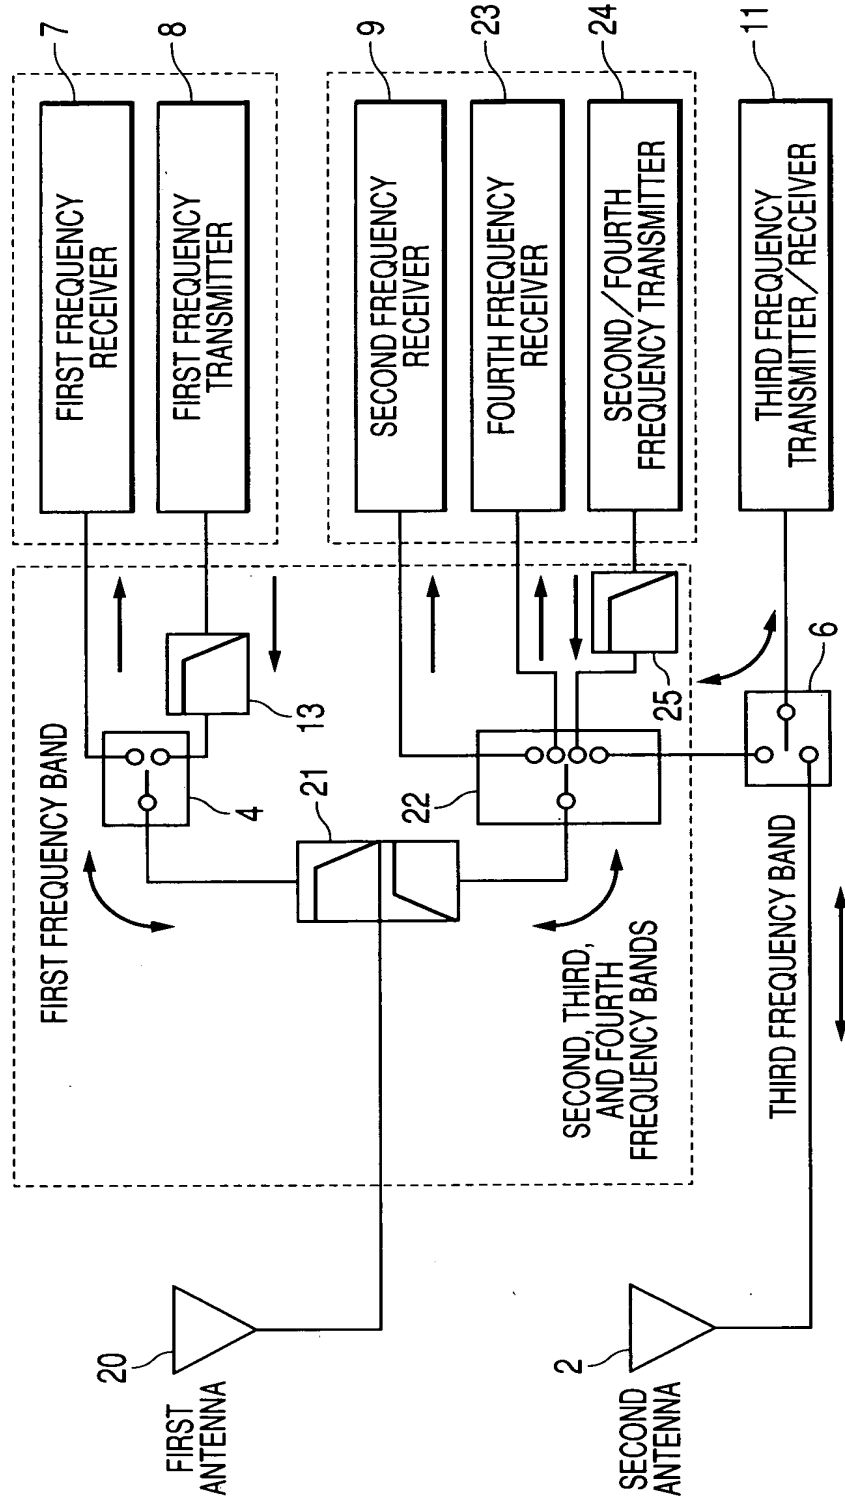 FIRST FREQUENCY
RECEIVER
7
FIRST FREQUENCY
TRANSMITTER
8
SECOND FREQUENCY
RECEIVER
9
FOURTH FREQUENCY
RECEIVER
23
SECOND/FOURTH
FREQUENCY TRANSMITTER
24
THIRD FREQUENCY
TRANSMITTER/RECEIVER
11
FIRST FREQUENCY BAND
13
4
21
22
25
6
SECOND, THIRD,
AND FOURTH
FREQUENCY BANDS
THIRD FREQUENCY BAND
20
FIRST
ANTENNA
2
SECOND
ANTENNA